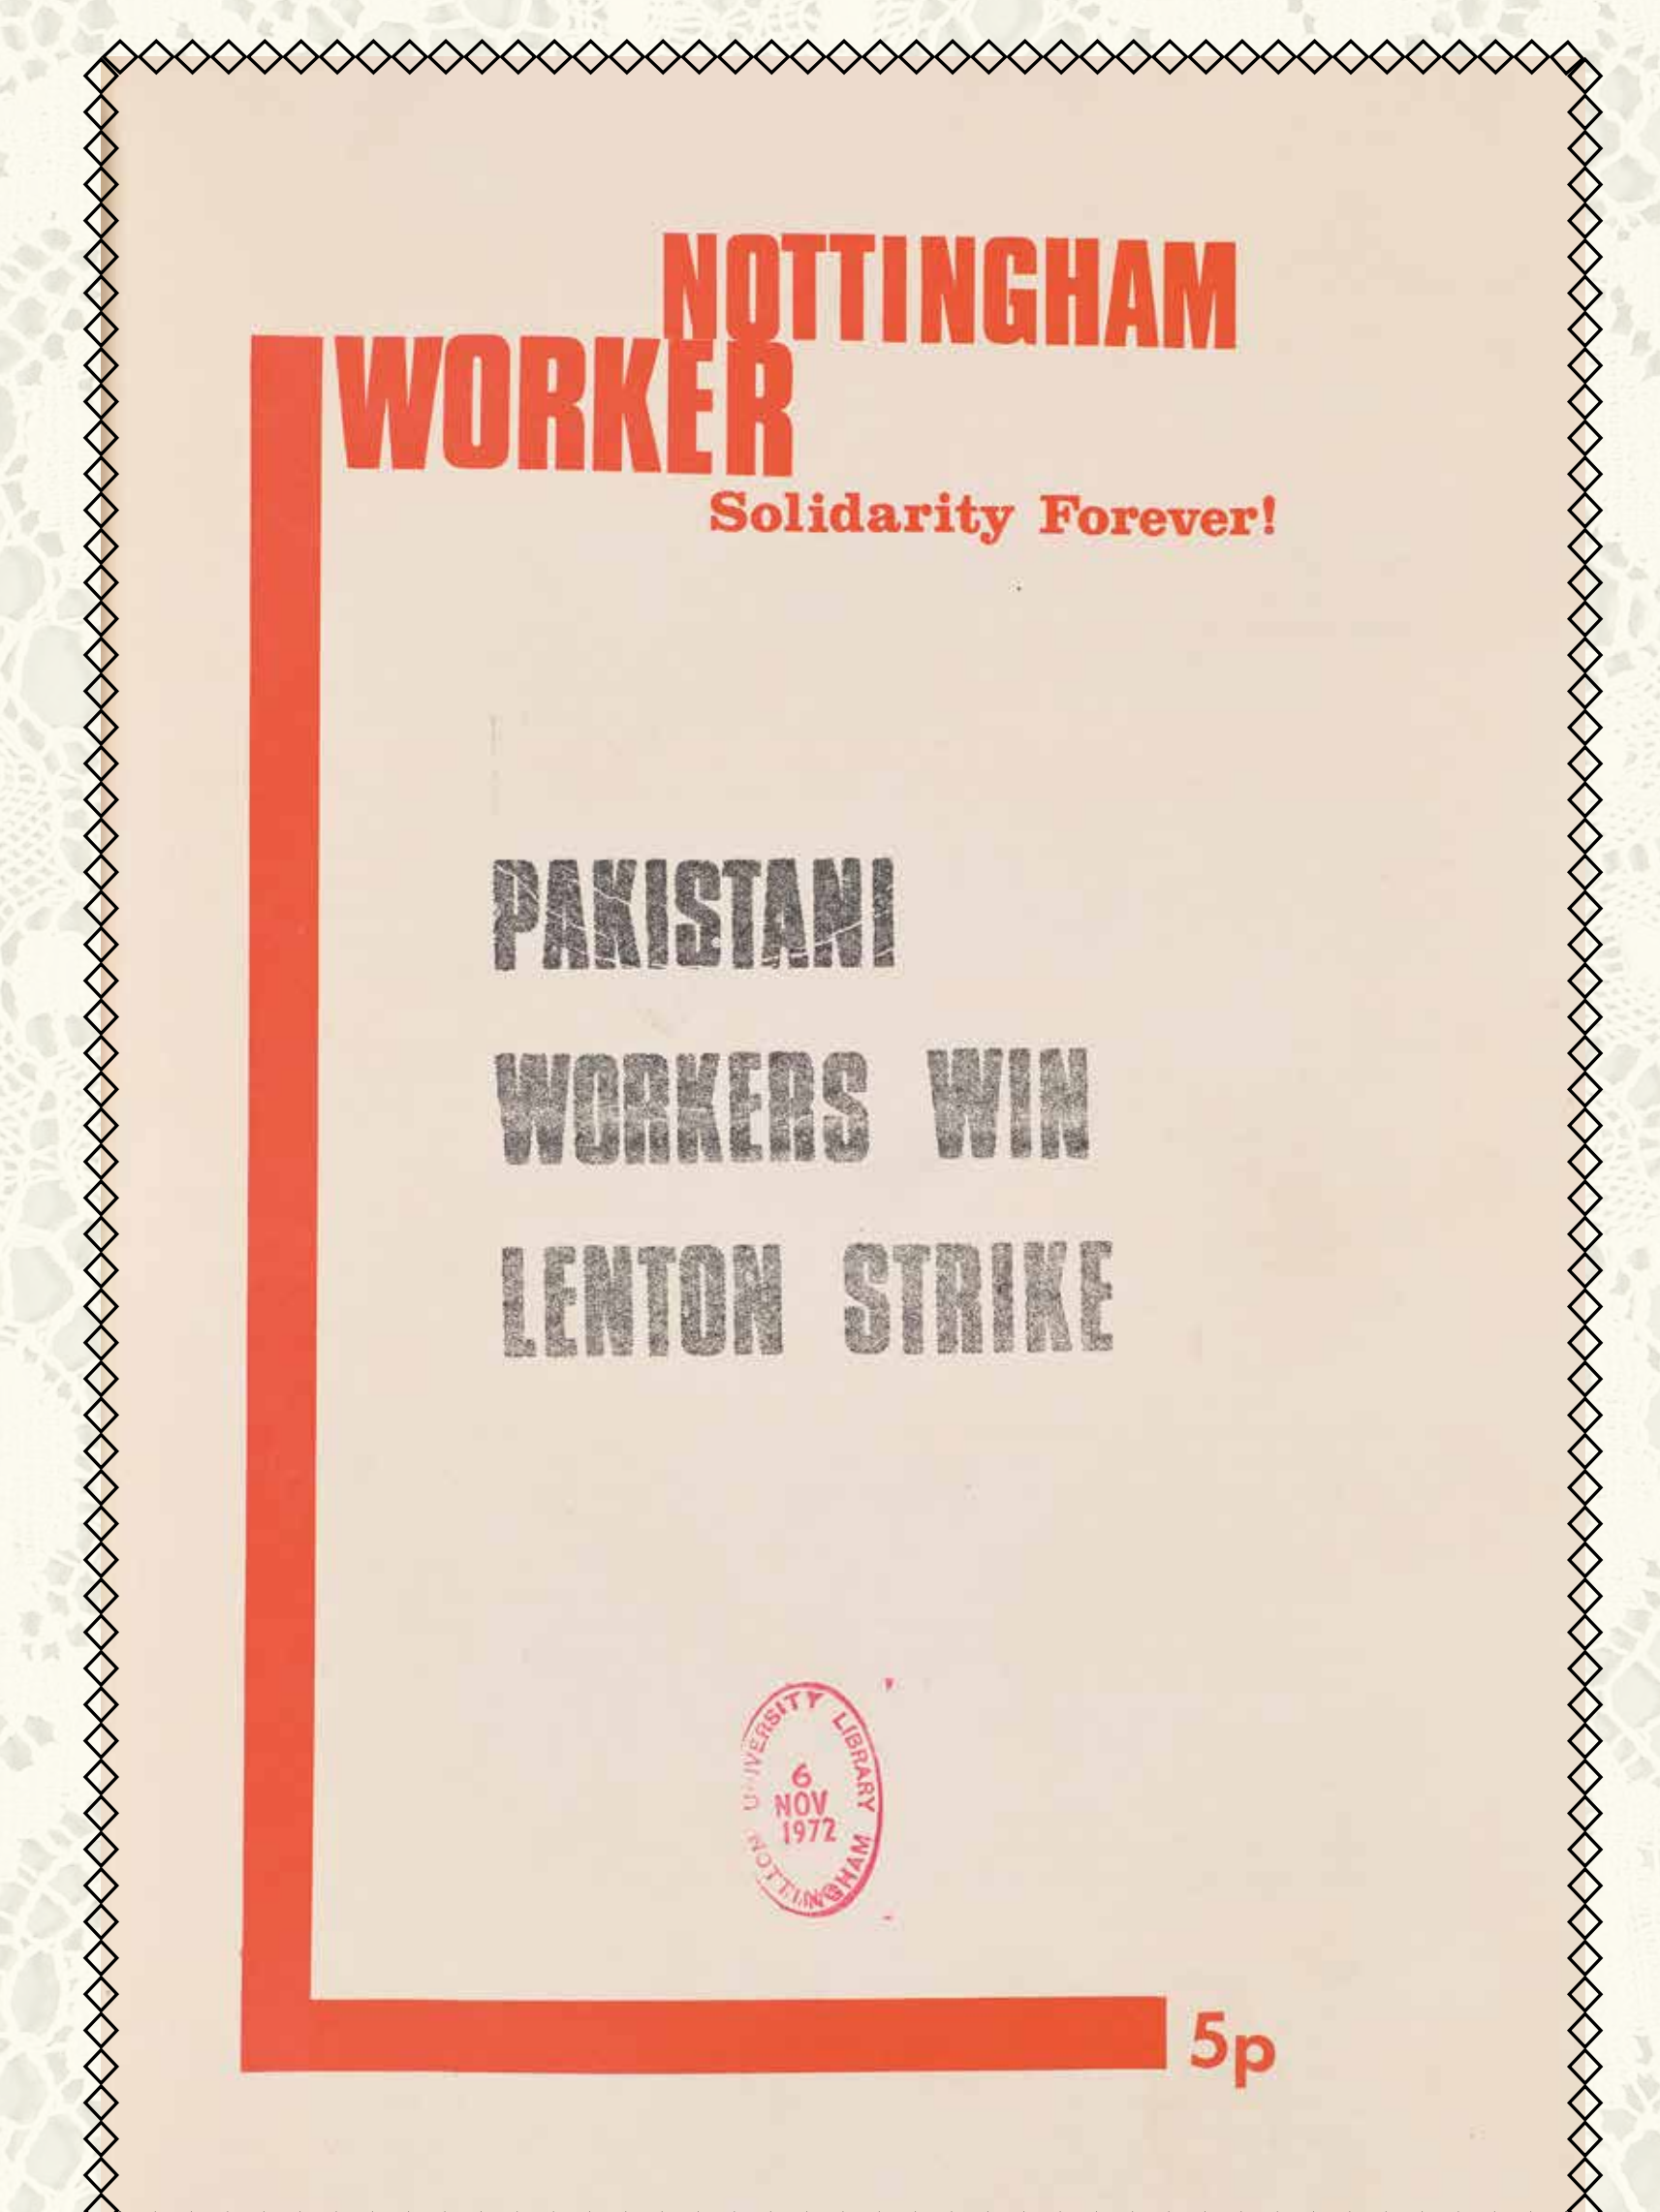 NOTTINGHAM
WORKER
Solidarity Forever!
PAKISTANI
WORKERS WIN
LENTON STRIKE
UNIVERSITY LIBRARY
6
NOV
1972
NOTTINGHAM
5p